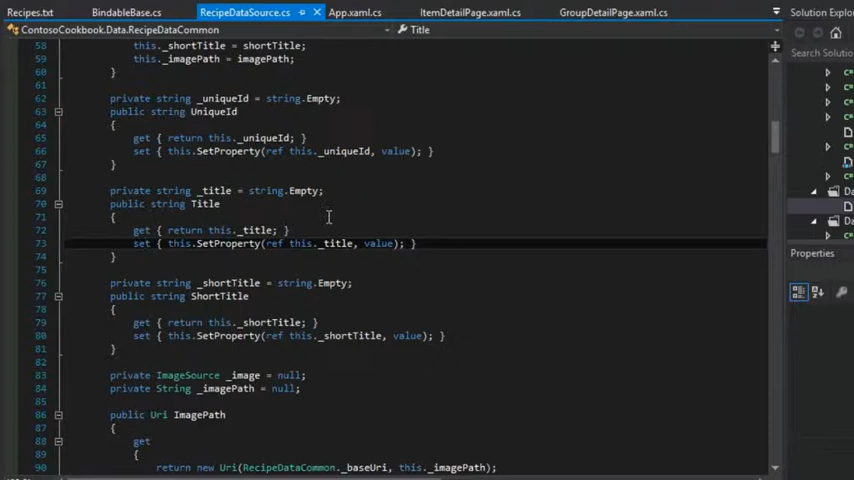 Recipes.txt BindableBase.cs RecipeDataSource.cs App.xaml.cs ItemDetailPage.xaml.cs GroupDetailPage.xaml.cs Solution Explo
ContosoCookbook.Data.RecipeDataCommon Title
Search Solutio
58 this._shortTitle = shortTitle;
59 this._imagePath = imagePath;
60 }
61
62 private string _uniqueId = string.Empty;
63 public string UniqueId
64 {
65 get { return this._uniqueId; }
66 set { this.SetProperty(ref this._uniqueId, value); }
67 }
68
69 private string _title = string.Empty;
70 public string Title
71 {
72 get { return this._title; }
73 set { this.SetProperty(ref this._title, value); }
74 }
75
76 private string _shortTitle = string.Empty;
77 public string ShortTitle
78 {
79 get { return this._shortTitle; }
80 set { this.SetProperty(ref this._shortTitle, value); }
81 }
82
83 private ImageSource _image = null;
84 private String _imagePath = null;
85
86 public Uri ImagePath
87 {
88 get
89 {
90 return new Uri(RecipeDataCommon._baseUri, this._imagePath);
Da
Da
Properties